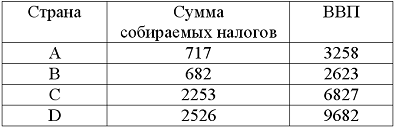 Страна Сумма собираемых налогов ВВП
А 717 3258
В 682 2623
С 2253 6827
D 2526 9682